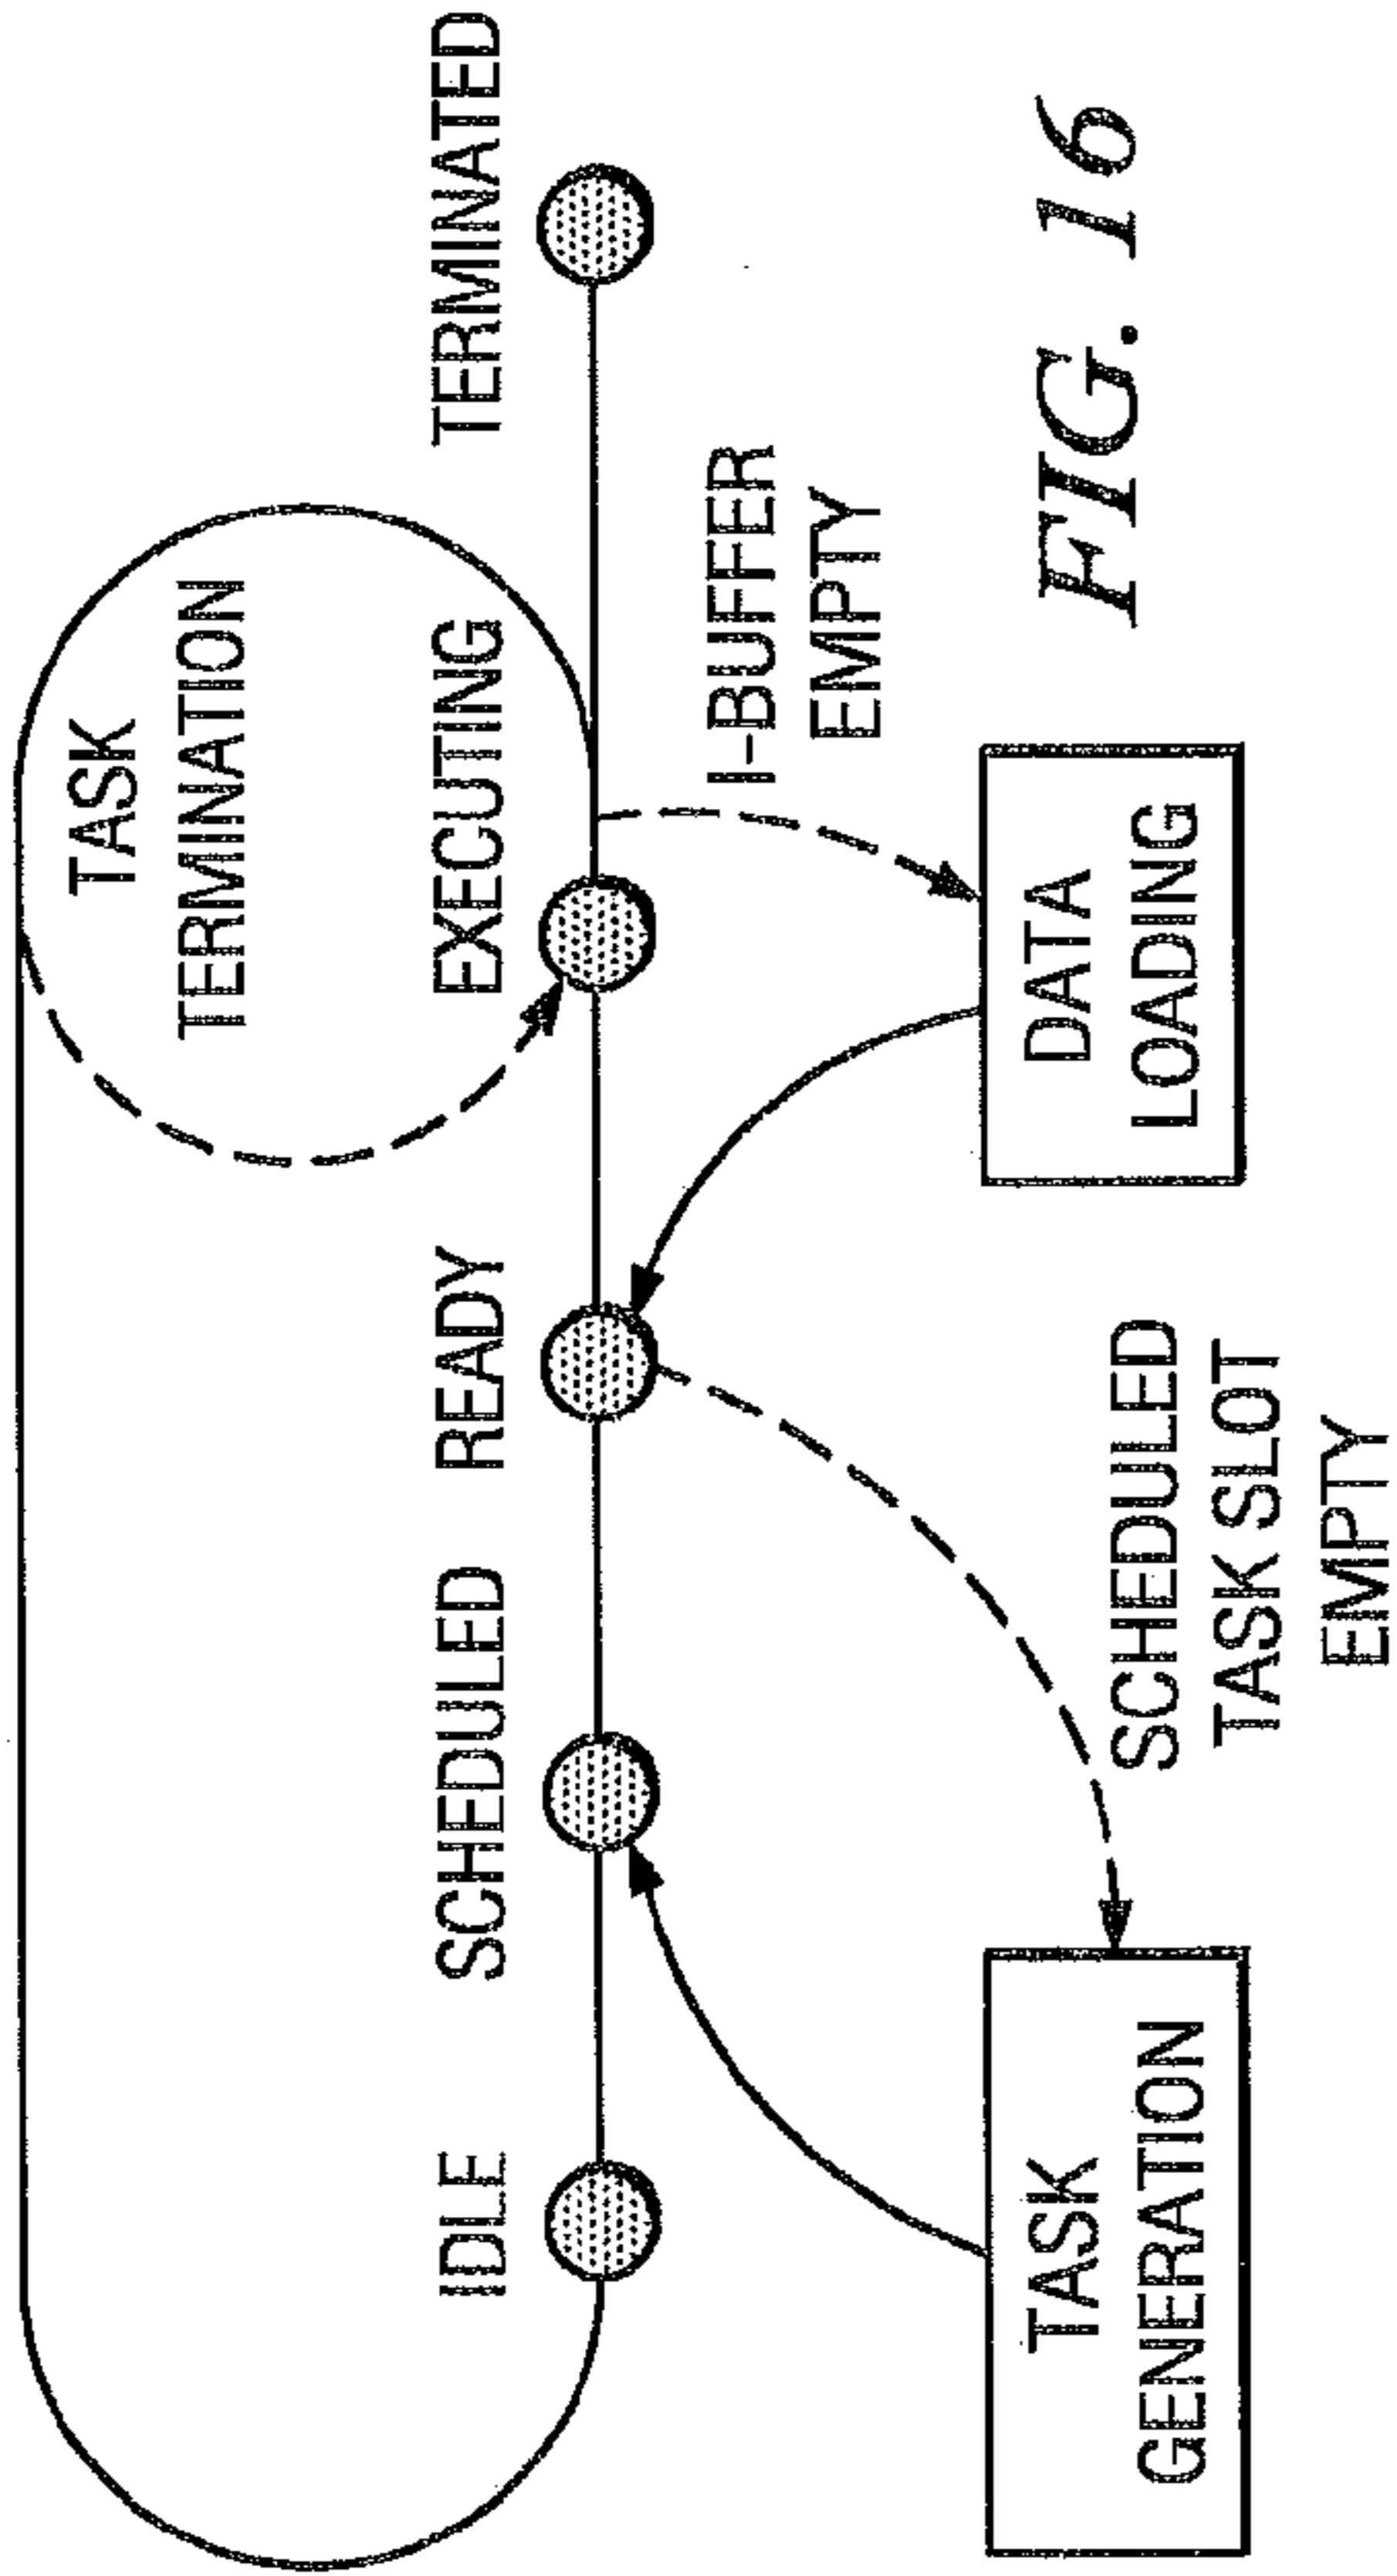 TASK
TERMINATION
IDLE
SCHEDULED
READY
EXECUTING
TERMINATED
I-BUFFER
EMPTY
TASK
GENERATION
DATA
LOADING
SCHEDULED
TASK SLOT
EMPTY
FIG. 16